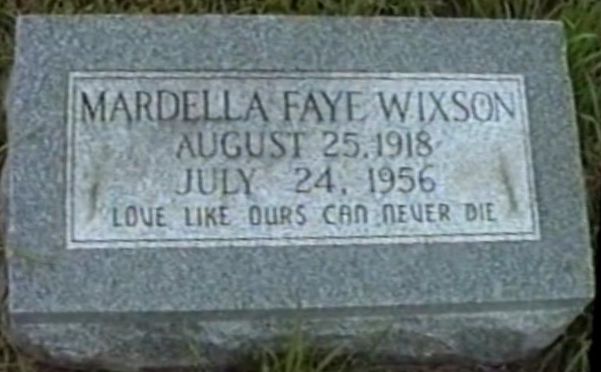 MARDELLA FAYE WIXSON
AUGUST 25, 1918
JULY 24, 1956
LOVE LIKE OURS CAN NEVER DIE